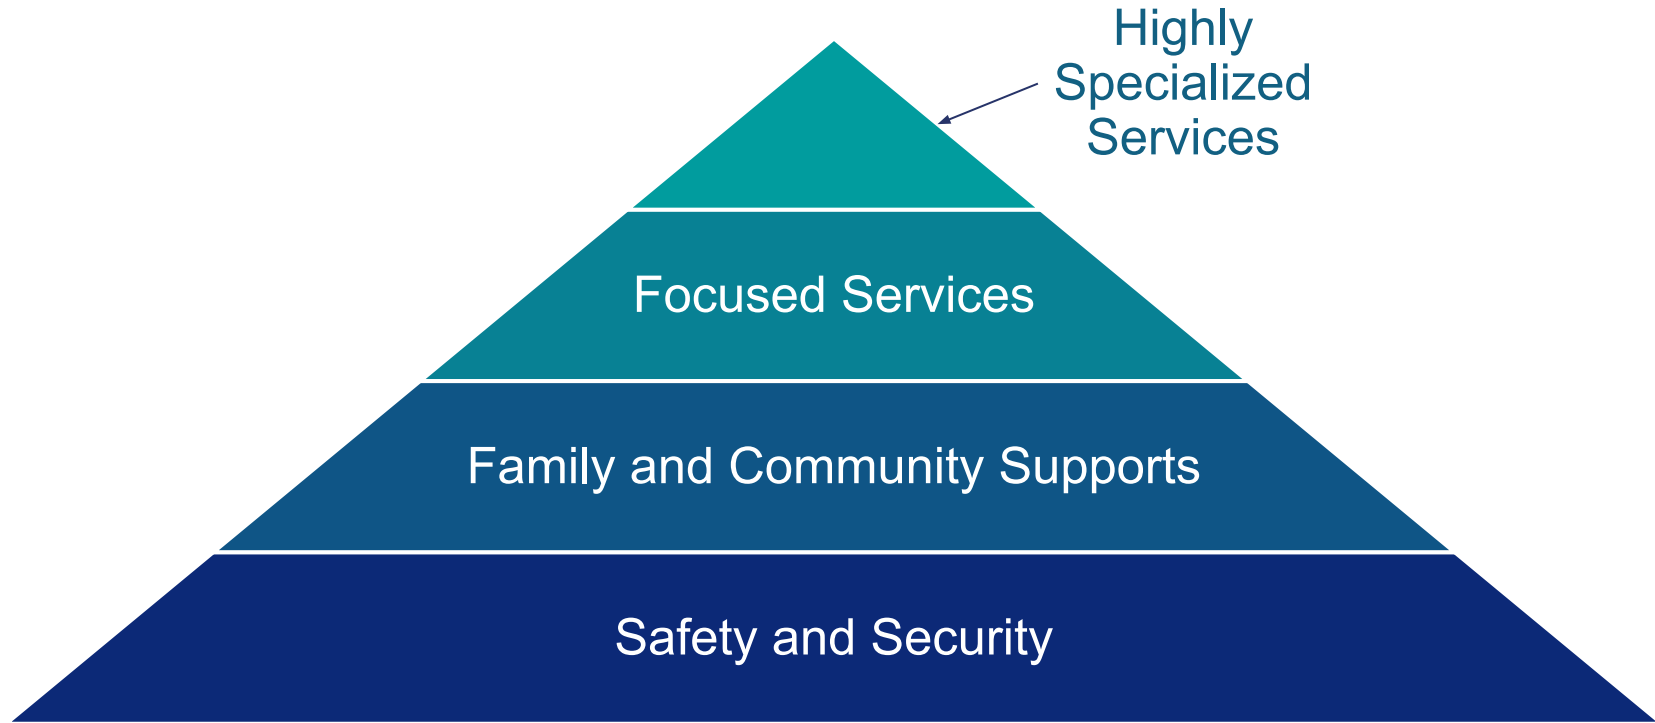 Highly
Specialized
Services
Focused Services
Family and Community Supports
Safety and Security